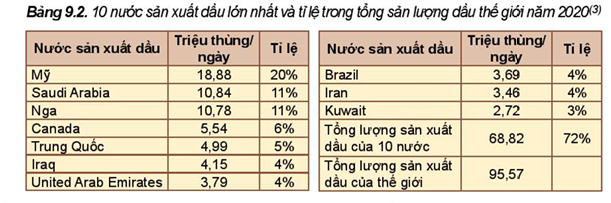 Bảng 9.2. 10 nước sản xuất dầu lớn nhất và tỉ lệ trong tổng sản lượng dầu thế giới năm 2020(3)
Nước sản xuất dầu Triệu thùng/ ngày Tỉ lệ
Mỹ 18,88 20%
Saudi Arabia 10,84 11%
Nga 10,78 11%
Canada 5,54 6%
Trung Quốc 4,99 5%
Iraq 4,15 4%
United Arab Emirates 3,79 4%
Nước sản xuất dầu Triệu thùng/ ngày Tỉ lệ
Brazil 3,69 4%
Iran 3,46 4%
Kuwait 2,72 3%
Tổng lượng sản xuất
dầu của 10 nước 68,82 72%
Tổng lượng sản xuất
dầu của thế giới 95,57